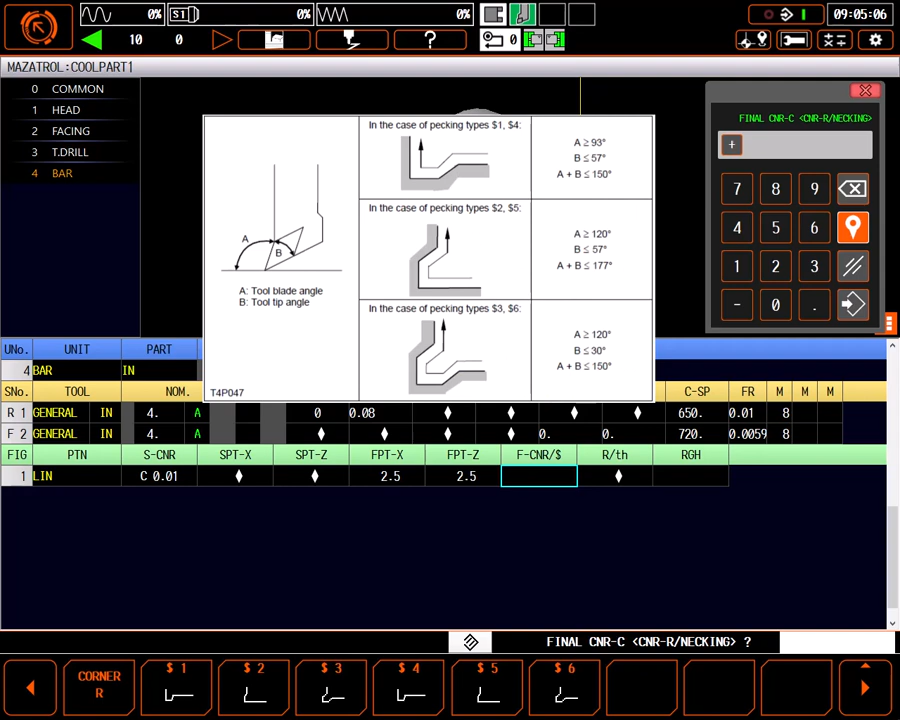 0%
S1
0%
0%
09:05:06
10
0
?
0
MAZATROL:COOLPART1
0 COMMON
1 HEAD
2 FACING
3 T.DRILL
4 BAR
A
B
A: Tool blade angle
B: Tool tip angle
T4P047
In the case of pecking types $1, $4:
A ≥ 93°
B ≤ 57°
A + B ≤ 150°
In the case of pecking types $2, $5:
A ≥ 120°
B ≤ 57°
A + B ≤ 177°
In the case of pecking types $3, $6:
A ≥ 120°
B ≤ 30°
A + B ≤ 150°
FINAL CNR-C <CNR-R/NECKING>
+
7 8 9
4 5 6
1 2 3 //
- 0 .
UNo. UNIT PART
4 BAR IN
SNo. TOOL NOM. C-SP FR M M M
R 1 GENERAL IN 4. A 0 0.08 ♦ ♦ ♦ ♦ 650. 0.01 8
F 2 GENERAL IN 4. A ♦ ♦ ♦ ♦ 0. 0. 720. 0.0059 8
FIG PTN S-CNR SPT-X SPT-Z FPT-X FPT-Z F-CNR/$ R/th RGH
1 LIN C 0.01 ♦ ♦ 2.5 2.5 ♦
FINAL CNR-C <CNR-R/NECKING> ?
CORNER
R
$ 1
$ 2
$ 3
$ 4
$ 5
$ 6